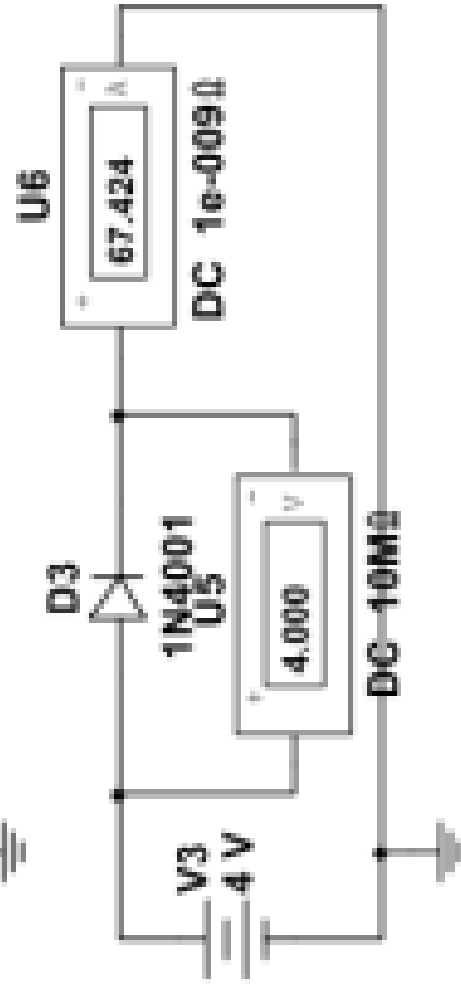 U6
+
67.424
A
-
DC 1e-009Ω
D3
1N4001
U5
+
4.000
V
-
DC 10MΩ
V3
4 V